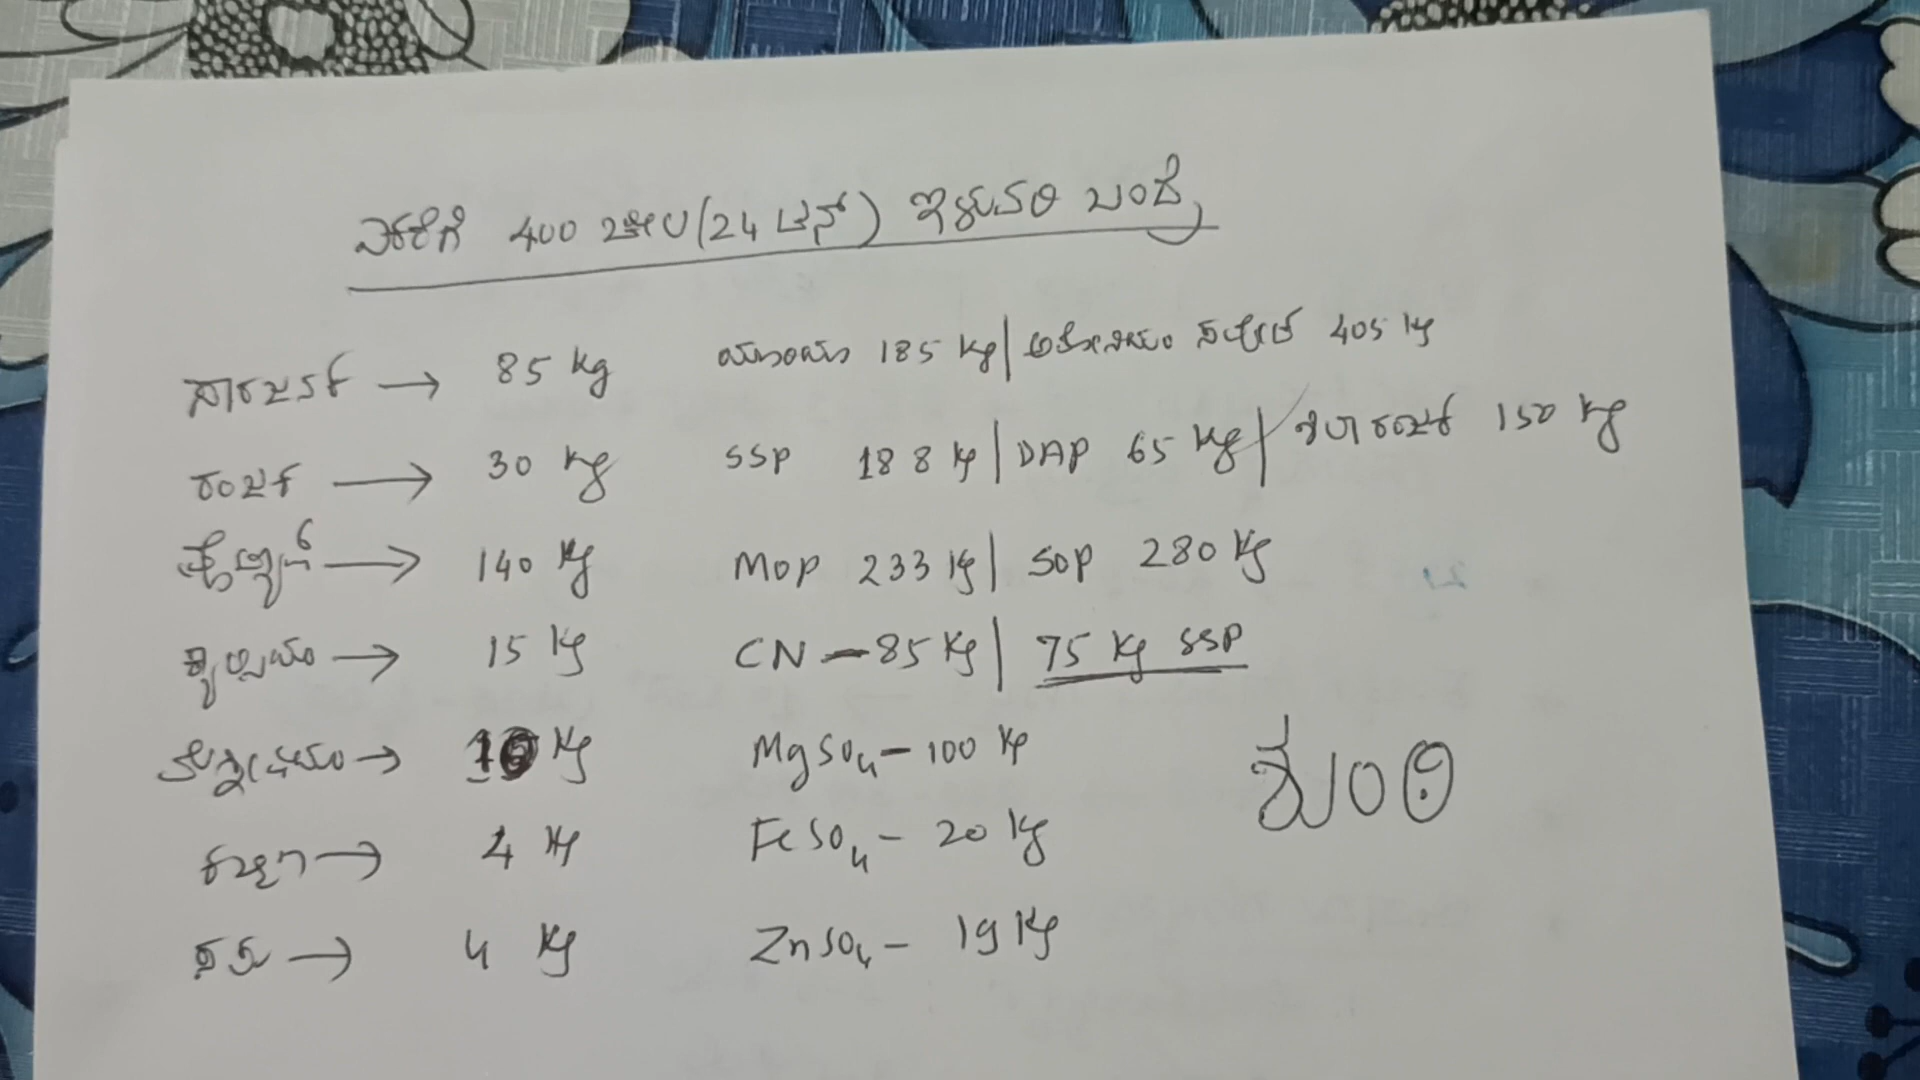 ಎಕರೆಗೆ 400 ಚೀಲ (24 ಟನ್) ಇಳುವರಿ ಬಂದ್ರೆ
ಸಾರಜನಕ → 85 kg ಯೂರಿಯಾ 185 kg | ಅಮೋನಿಯಂ ಸಲ್ಫೇಟ್ 405 kg
ರಂಜಕ → 30 kg SSP 188 kg | DAP 65 kg | ಶಿಲಾ ರಂಜಕ 150 kg
ಪೊಟ್ಯಾಷ್ → 140 kg MOP 233 kg | SOP 280 kg
ಕ್ಯಾಲ್ಸಿಯಂ → 15 kg CN - 85 kg | 75 kg SSP
ಮೆಗ್ನೀಷಿಯಂ → 10 kg MgSO4 - 100 kg
ಕಬ್ಬಿಣ → 4 kg FeSO4 - 20 kg
ಸತು → 4 kg ZnSO4 - 19 kg
ಶುಂಠಿ